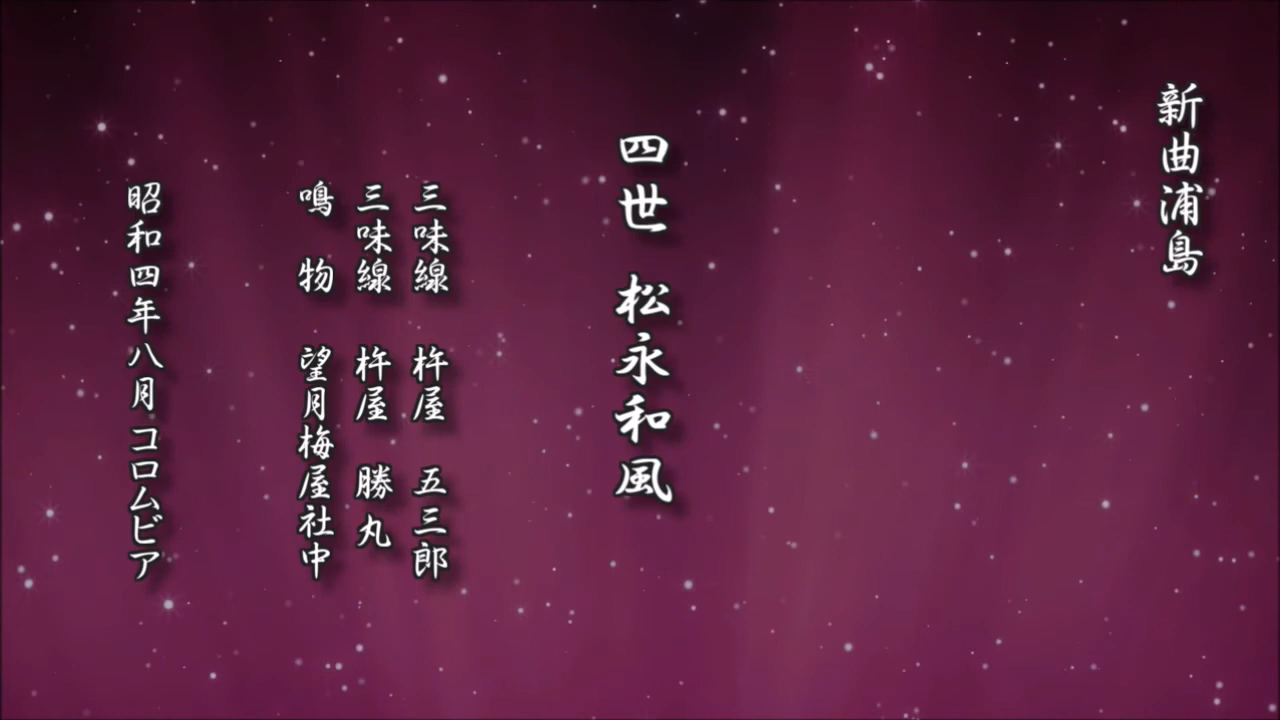 新曲浦島
四世 松永和風
三味線 杵屋 五三郎
三味線 杵屋 勝丸
鳴物 望月梅屋社中
昭和四年八月コロムビア